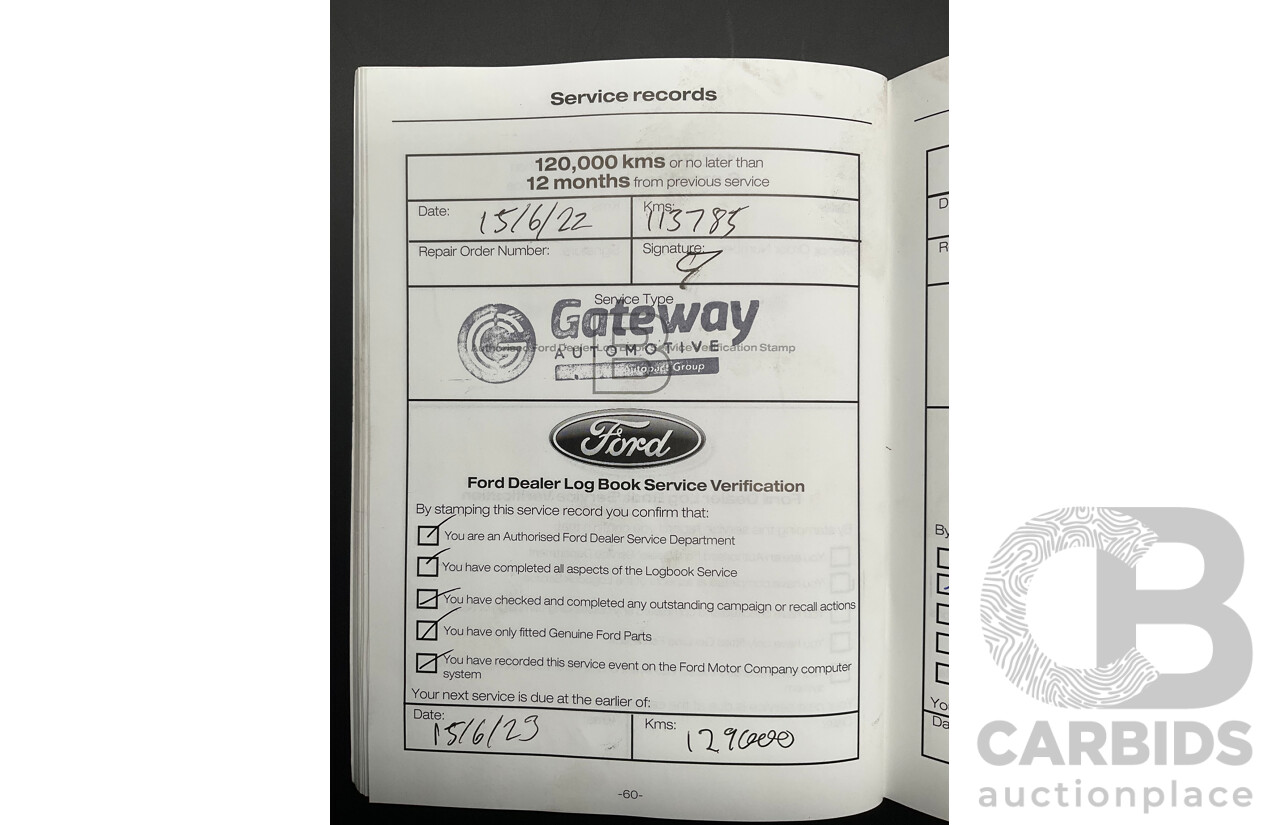 Service records
120,000 kms or no later than
12 months from previous service
Date: 15/6/22
Kms: 113785
Repair Order Number:
Signature:
Service Type
Gateway
AUTOMOTIVE
Authorised Ford Dealer Service Verification Stamp
B
Autopact Group
Ford
Ford Dealer Log Book Service Verification
By stamping this service record you confirm that:
You are an Authorised Ford Dealer Service Department
You have completed all aspects of the Logbook Service
You have checked and completed any outstanding campaign or recall actions
You have only fitted Genuine Ford Parts
You have recorded this service event on the Ford Motor Company computer
system
Your next service is due at the earlier of:
Date: 15/6/23
Kms: 129000
-60-
D
R
By
Yo
Da
CB
CARBIDS
auctionplace